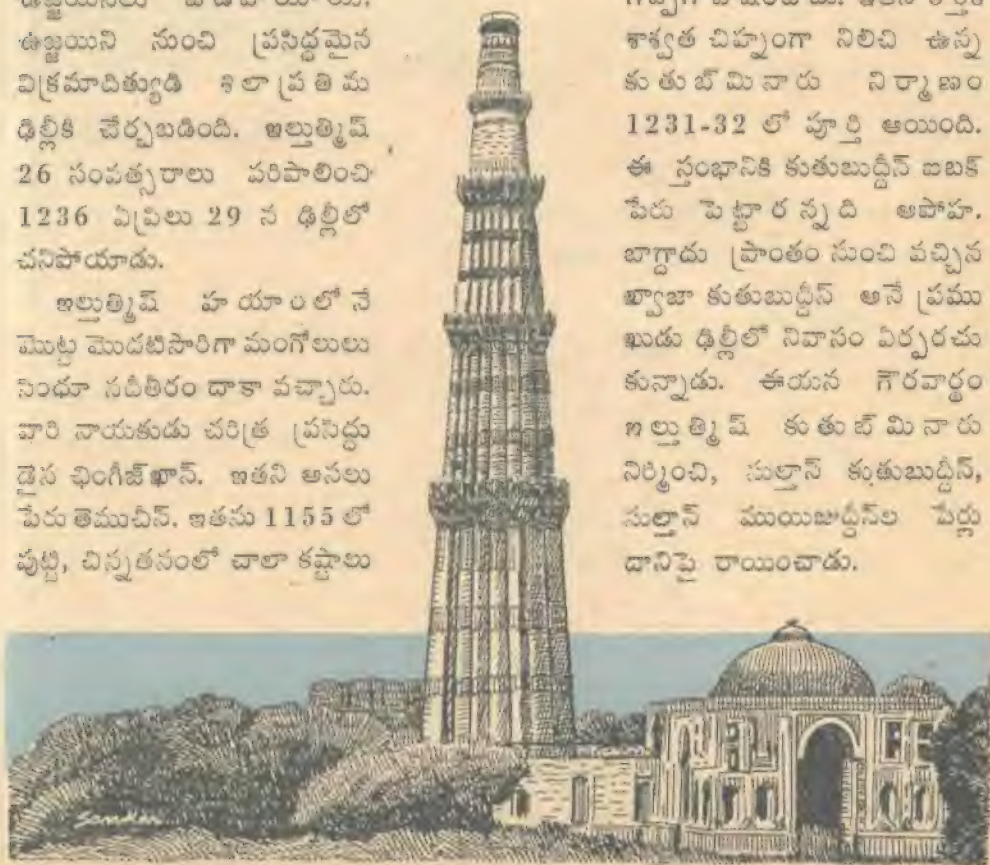 ఉజ్జయిని నుంచి ప్రసిద్ధమైన
విక్రమాదిత్యుడి శిలాప్రతిమ
ఢిల్లీకి చేర్చబడింది. ఇల్తుత్మిష్
26 సంవత్సరాలు పరిపాలించి
1236 ఏప్రిలు 29 న ఢిల్లీలో
చనిపోయాడు.
ఇల్తుత్మిష్ హయాంలోనే
మొట్ట మొదటిసారిగా మంగోలులు
సింధూ నదీతీరం దాకా వచ్చారు.
వారి నాయకుడు చరిత్ర ప్రసిద్ధు
డైన ఛింగీజ్ ఖాన్. ఇతని అసలు
పేరు తెముచిన్. ఇతను 1155 లో
పుట్టి, చిన్నతనంలో చాలా కష్టాలు
శాశ్వత చిహ్నంగా నిలిచి ఉన్న
కుతుబ్ మినారు నిర్మాణం
1231-32 లో పూర్తి ఆయింది.
ఈ స్తంభానికి కుతుబుద్దీన్ ఐబక్
పేరు పెట్టారన్నది అపోహ.
బాగ్దాదు ప్రాంతం నుంచి వచ్చిన
ఖ్వాజా కుతుబుద్దీన్ అనే ప్రము
ఖుడు ఢిల్లీలో నివాసం ఏర్పరచు
కున్నాడు. ఈయన గౌరవార్థం
ఇల్తుత్మిష్ కుతుబ్ మినారు
నిర్మించి, సుల్తాన్ కుతుబుద్దీన్,
సుల్తాన్ ముయిజుద్దీన్‌ల పేర్లు
దానిపై రాయించాడు.
Sankar